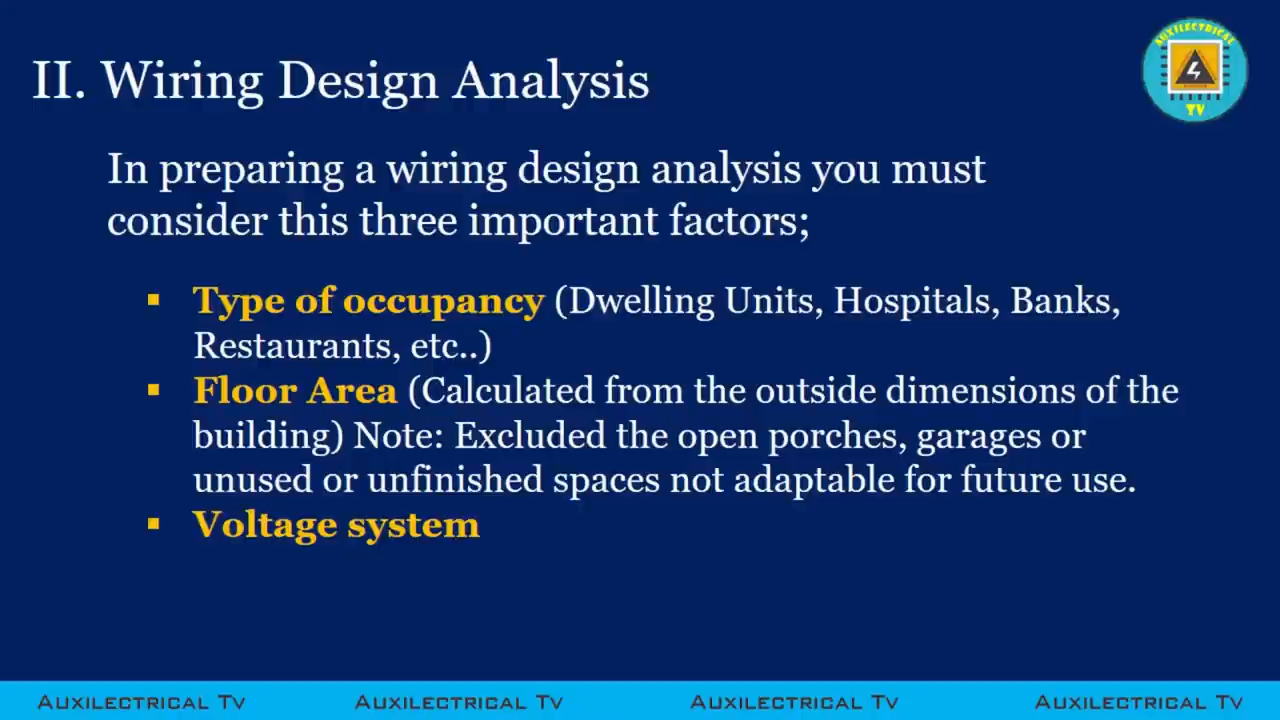 II. Wiring Design Analysis
AUXILECTRICAL
TV
In preparing a wiring design analysis you must
consider this three important factors;
▪ Type of occupancy (Dwelling Units, Hospitals, Banks,
Restaurants, etc..)
▪ Floor Area (Calculated from the outside dimensions of the
building) Note: Excluded the open porches, garages or
unused or unfinished spaces not adaptable for future use.
▪ Voltage system
Auxilectrical Tv Auxilectrical Tv Auxilectrical Tv Auxilectrical Tv